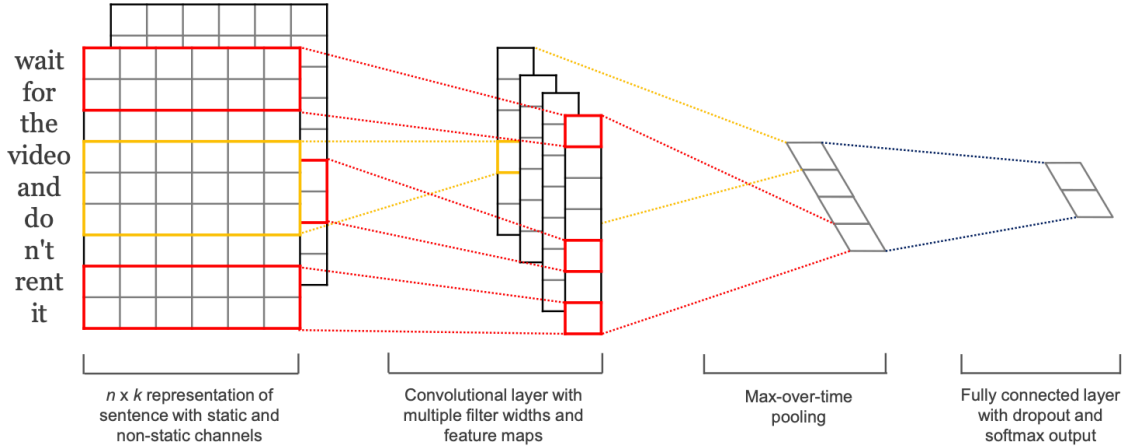 wait
for
the
video
and
do
n't
rent
it
n x k representation of
sentence with static and
non-static channels
Convolutional layer with
multiple filter widths and
feature maps
Max-over-time
pooling
Fully connected layer
with dropout and
softmax output